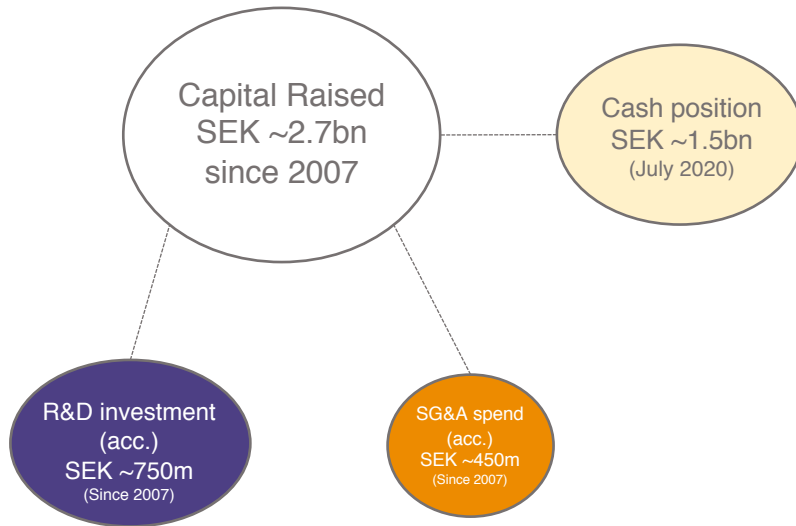 Capital Raised
SEK ~2.7bn
since 2007
Cash position
SEK ~1.5bn
(July 2020)
R&D investment
(acc.)
SEK ~750m
(Since 2007)
SG&A spend
(acc.)
SEK ~450m
(Since 2007)